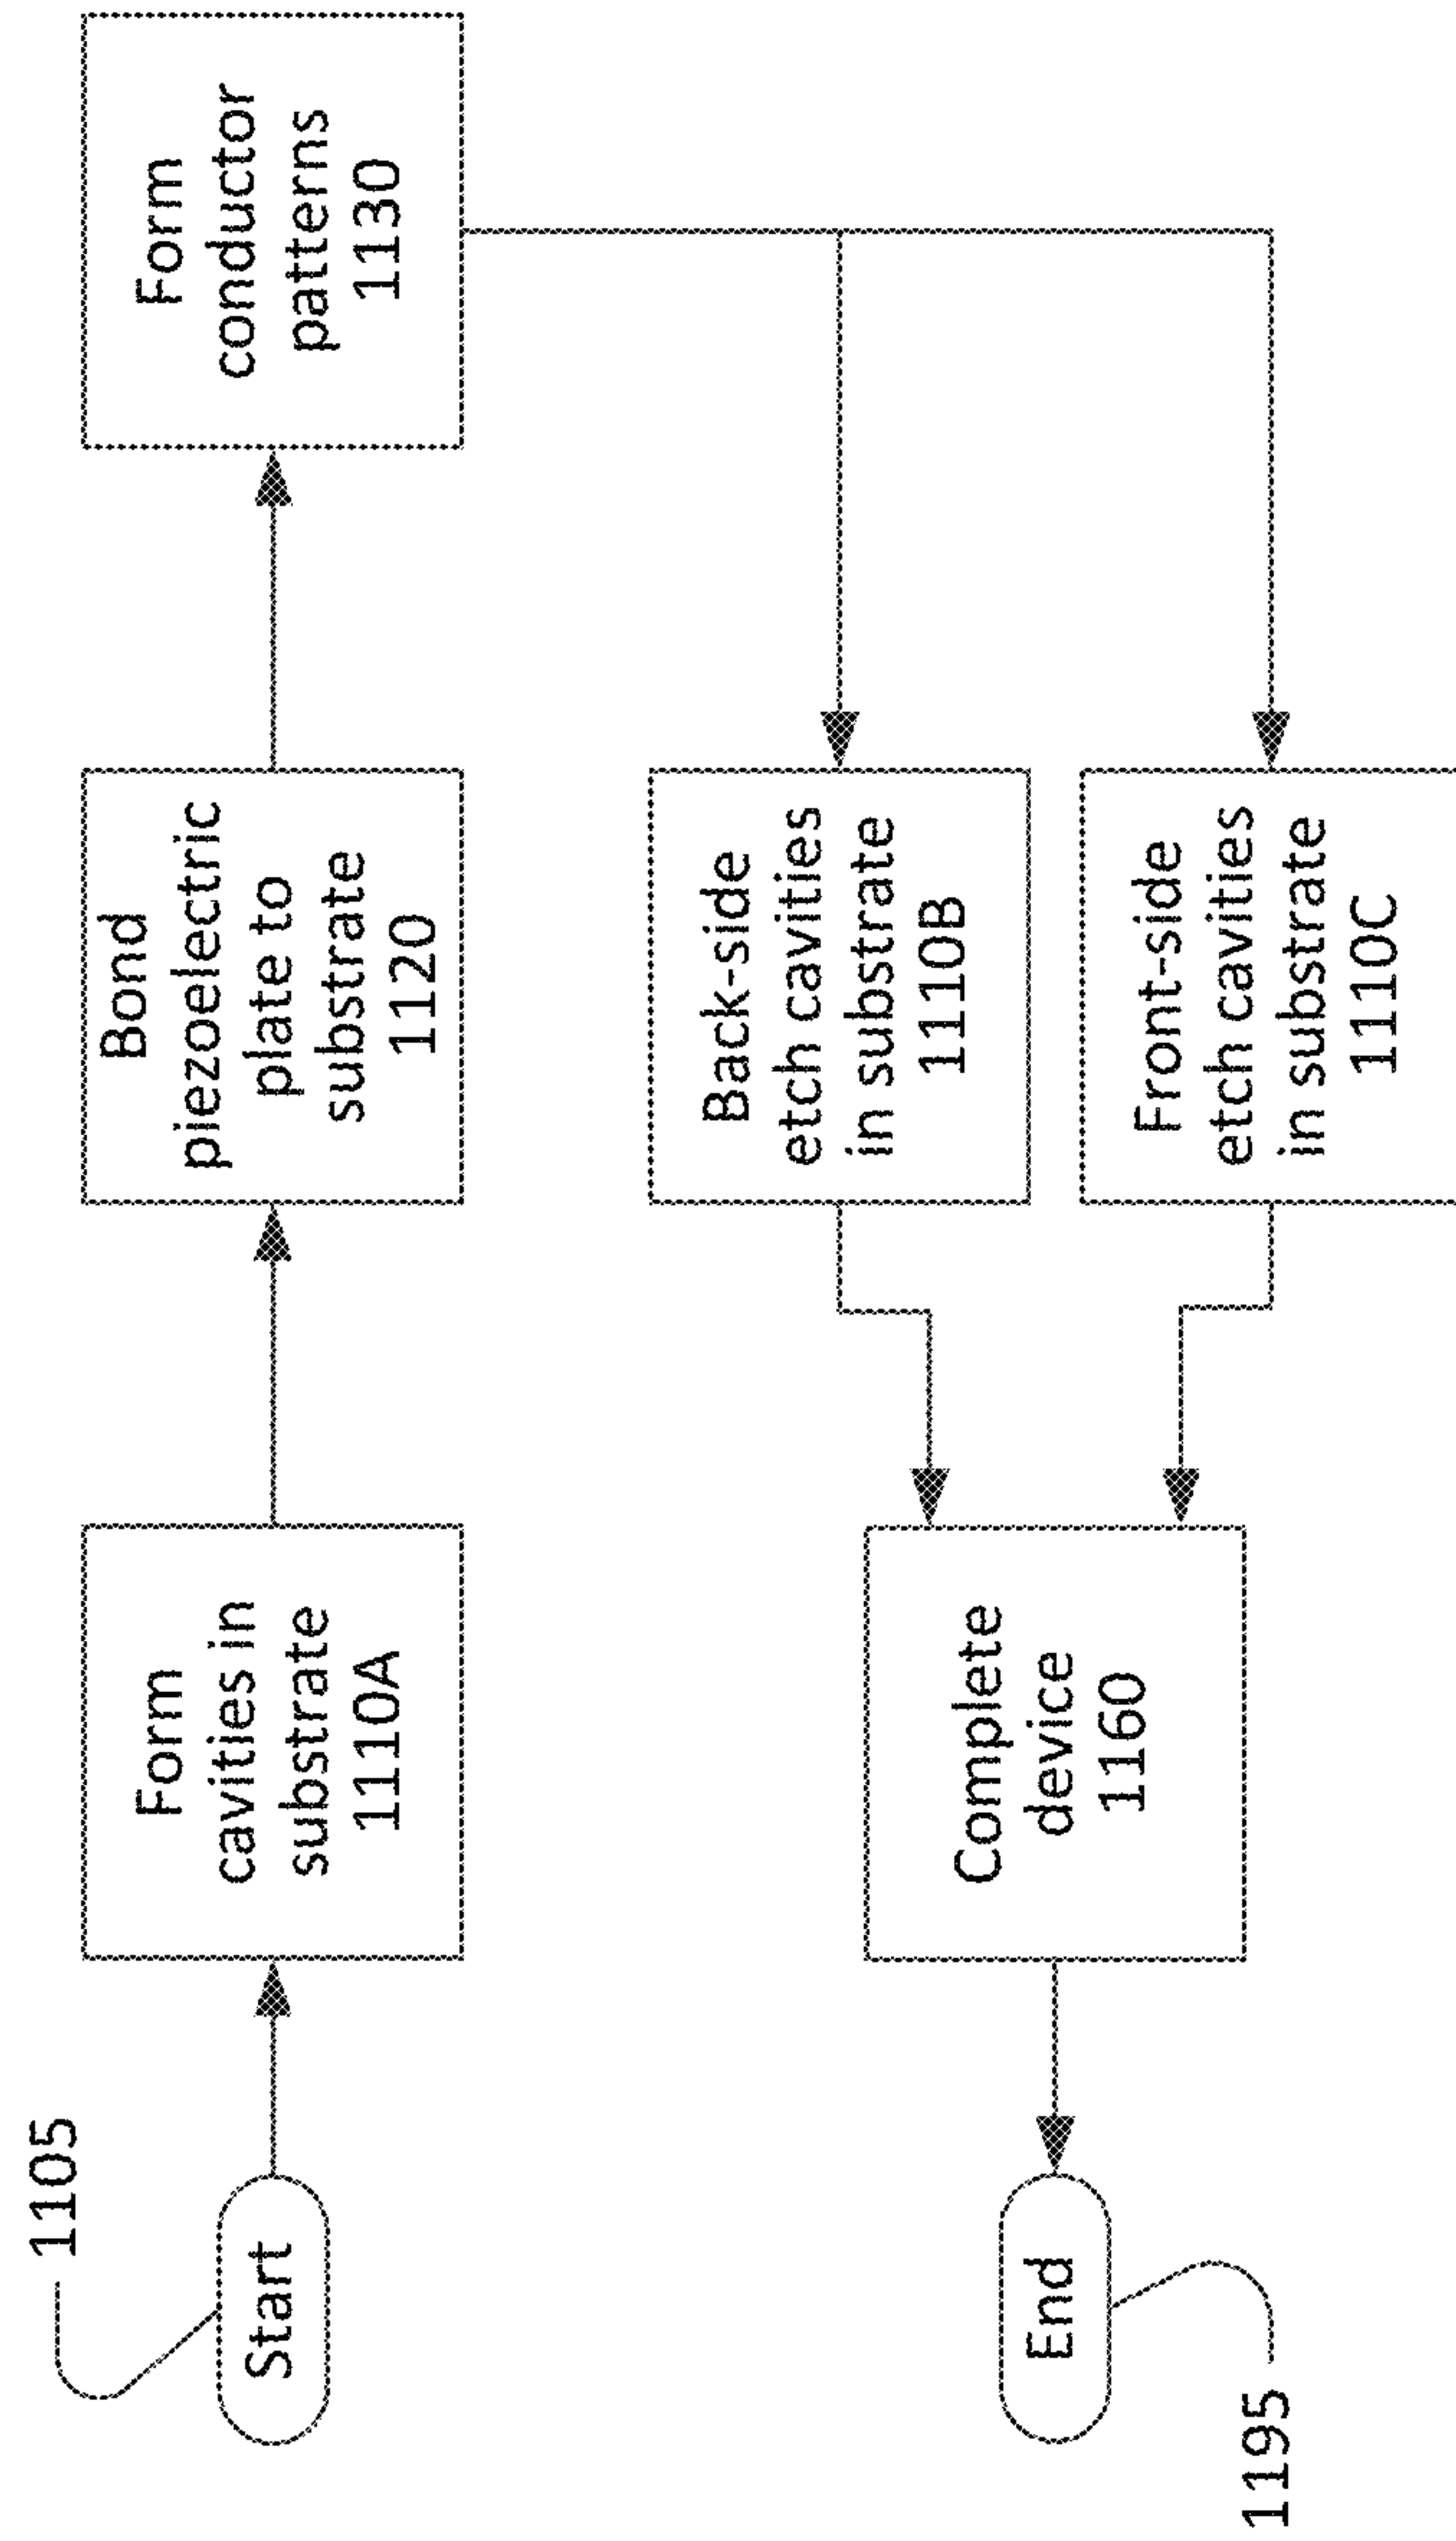 1105
Start
Form
cavities in
substrate
1110A
Bond
piezoelectric
plate to
substrate
1120
Form
conductor
patterns
1130
Back-side
etch cavities
in substrate
1110B
Front-side
etch cavities
in substrate
1110C
Complete
device
1160
End
1195